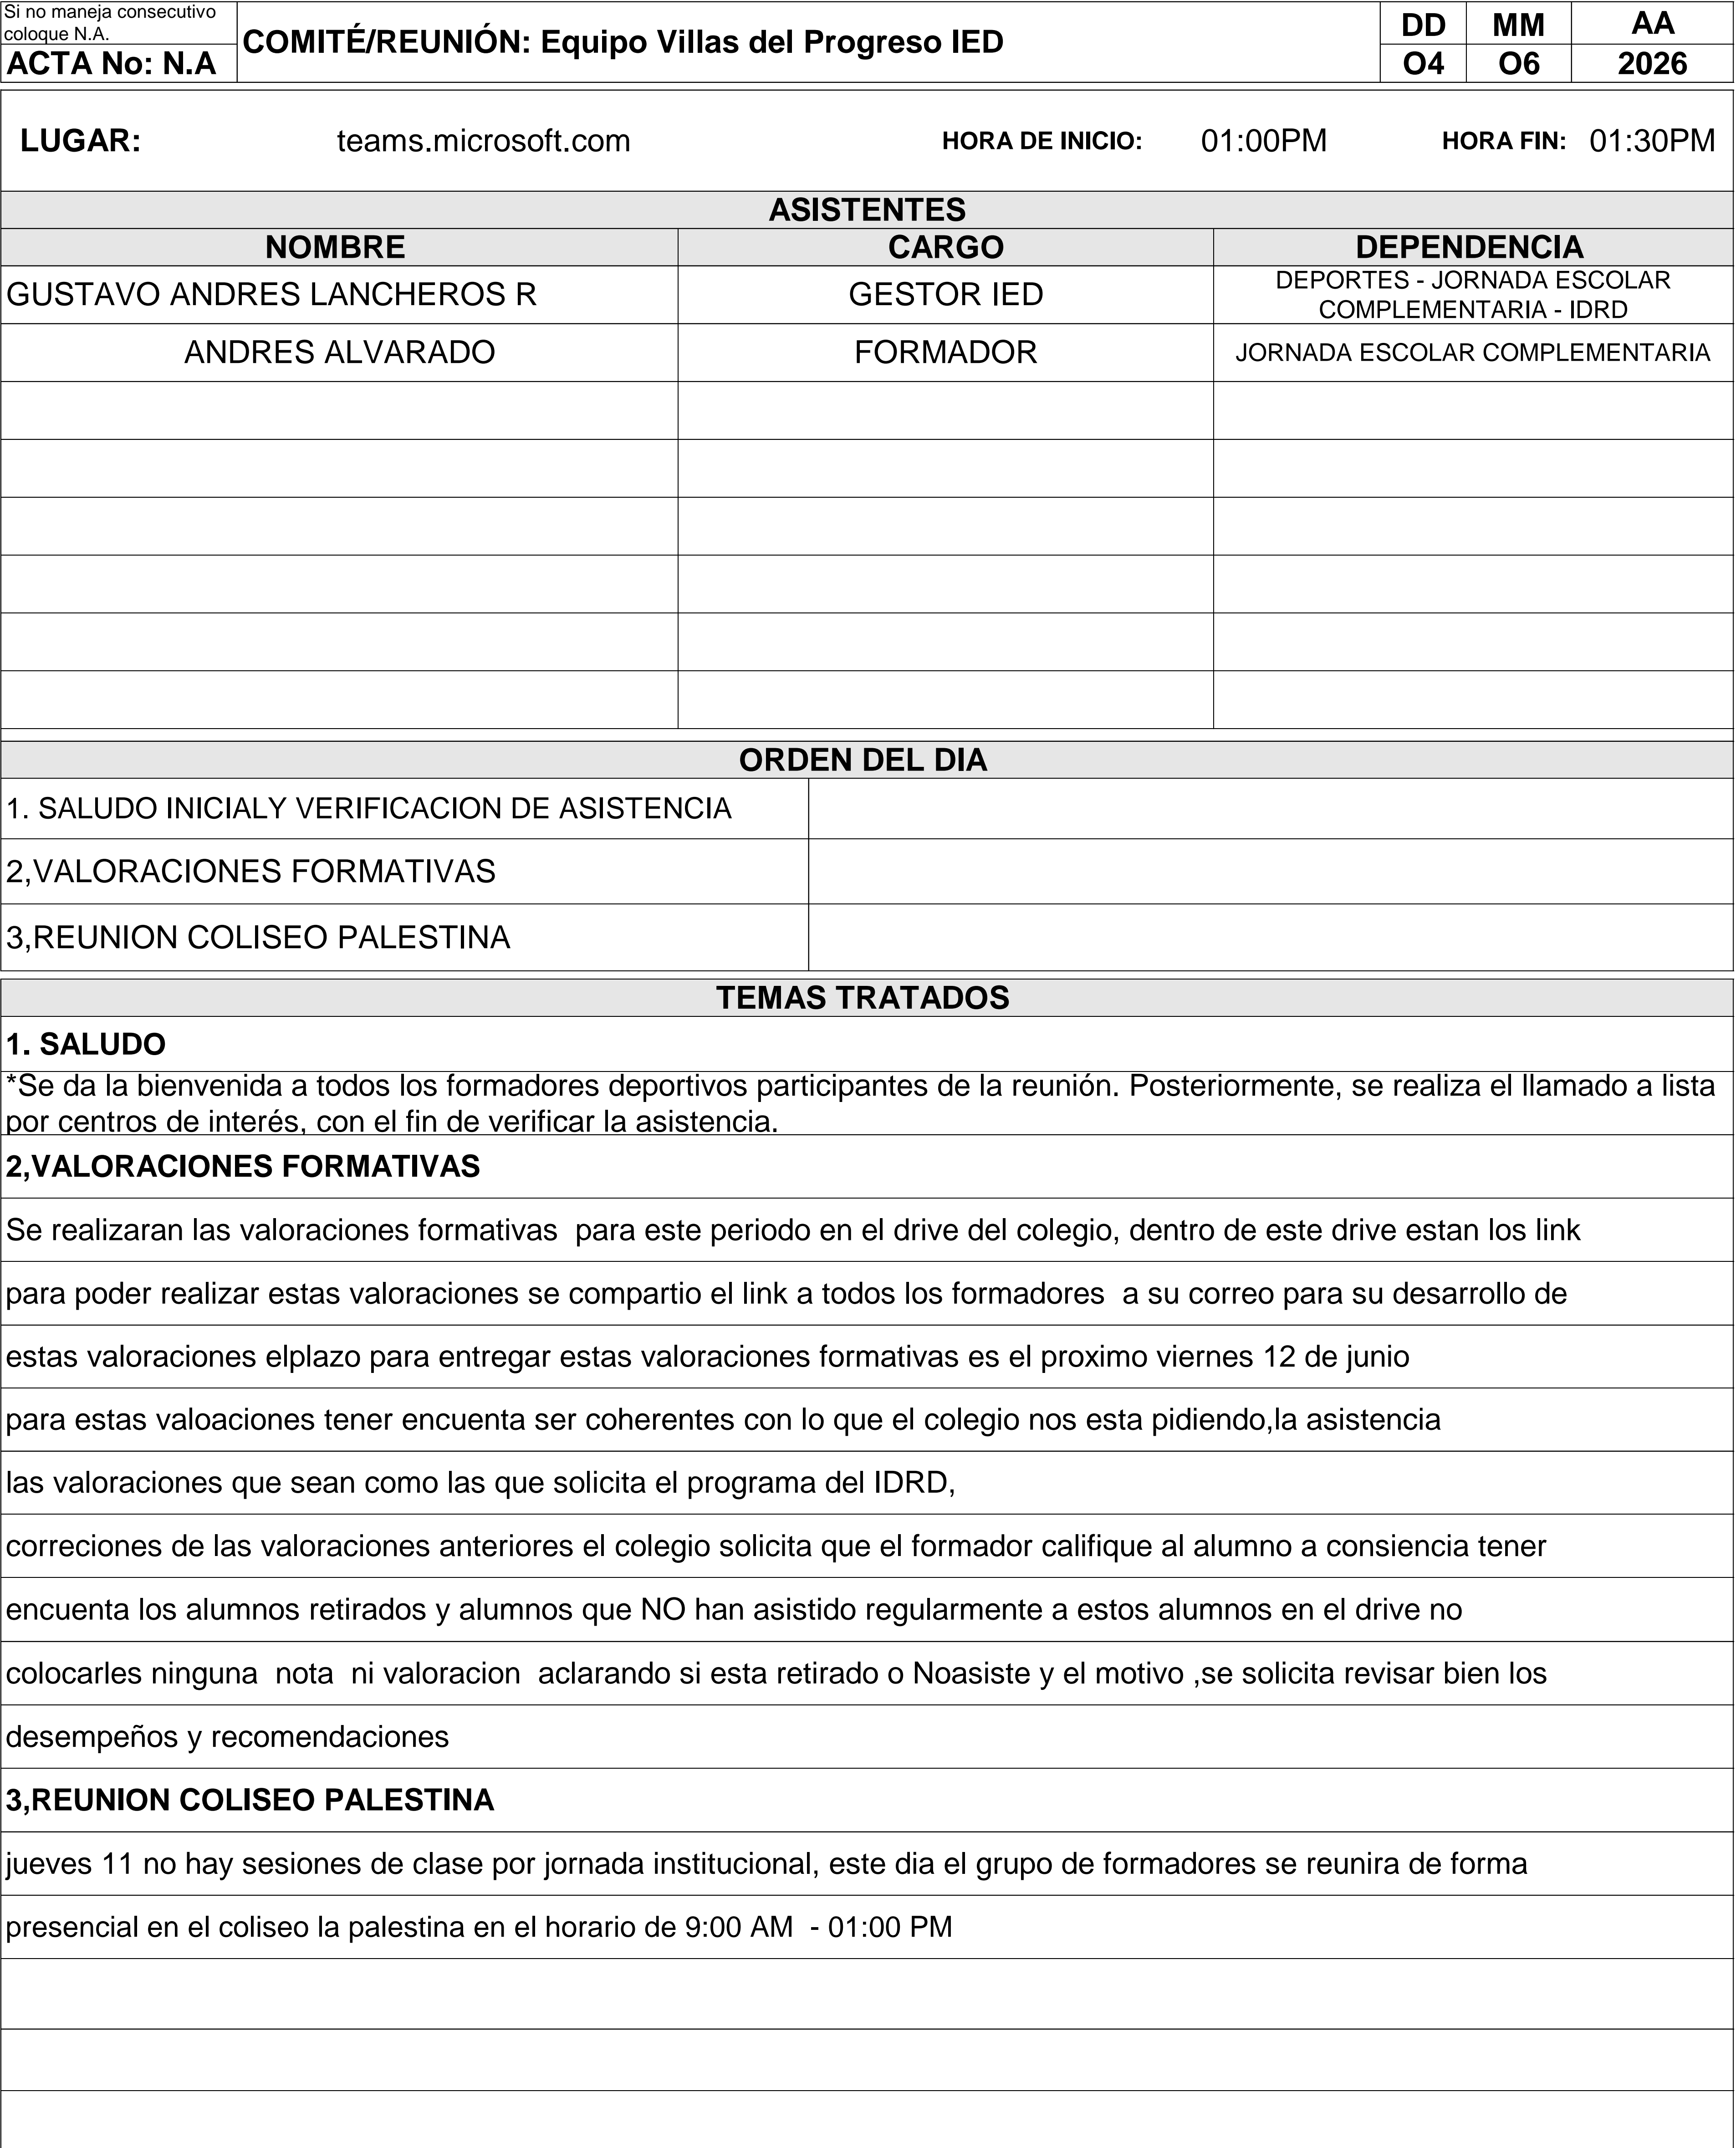 Si no maneja consecutivo
coloque N.A.
ACTA No: N.A
COMITÉ/REUNIÓN: Equipo Villas del Progreso IED
DD MM AA
O4 O6 2026
LUGAR: teams.microsoft.com HORA DE INICIO: 01:00PM HORA FIN: 01:30PM
ASISTENTES
NOMBRE CARGO DEPENDENCIA
GUSTAVO ANDRES LANCHEROS R GESTOR IED DEPORTES - JORNADA ESCOLAR
COMPLEMENTARIA - IDRD
ANDRES ALVARADO FORMADOR JORNADA ESCOLAR COMPLEMENTARIA
ORDEN DEL DIA
1. SALUDO INICIALY VERIFICACION DE ASISTENCIA
2,VALORACIONES FORMATIVAS
3,REUNION COLISEO PALESTINA
TEMAS TRATADOS
1. SALUDO
*Se da la bienvenida a todos los formadores deportivos participantes de la reunión. Posteriormente, se realiza el llamado a lista
por centros de interés, con el fin de verificar la asistencia.
2,VALORACIONES FORMATIVAS
Se realizaran las valoraciones formativas  para este periodo en el drive del colegio, dentro de este drive estan los link
para poder realizar estas valoraciones se compartio el link a todos los formadores  a su correo para su desarrollo de
estas valoraciones elplazo para entregar estas valoraciones formativas es el proximo viernes 12 de junio
para estas valoaciones tener encuenta ser coherentes con lo que el colegio nos esta pidiendo,la asistencia
las valoraciones que sean como las que solicita el programa del IDRD,
correciones de las valoraciones anteriores el colegio solicita que el formador califique al alumno a consiencia tener
encuenta los alumnos retirados y alumnos que NO han asistido regularmente a estos alumnos en el drive no
colocarles ninguna  nota  ni valoracion  aclarando si esta retirado o Noasiste y el motivo ,se solicita revisar bien los
desempeños y recomendaciones
3,REUNION COLISEO PALESTINA
jueves 11 no hay sesiones de clase por jornada institucional, este dia el grupo de formadores se reunira de forma
presencial en el coliseo la palestina en el horario de 9:00 AM  - 01:00 PM